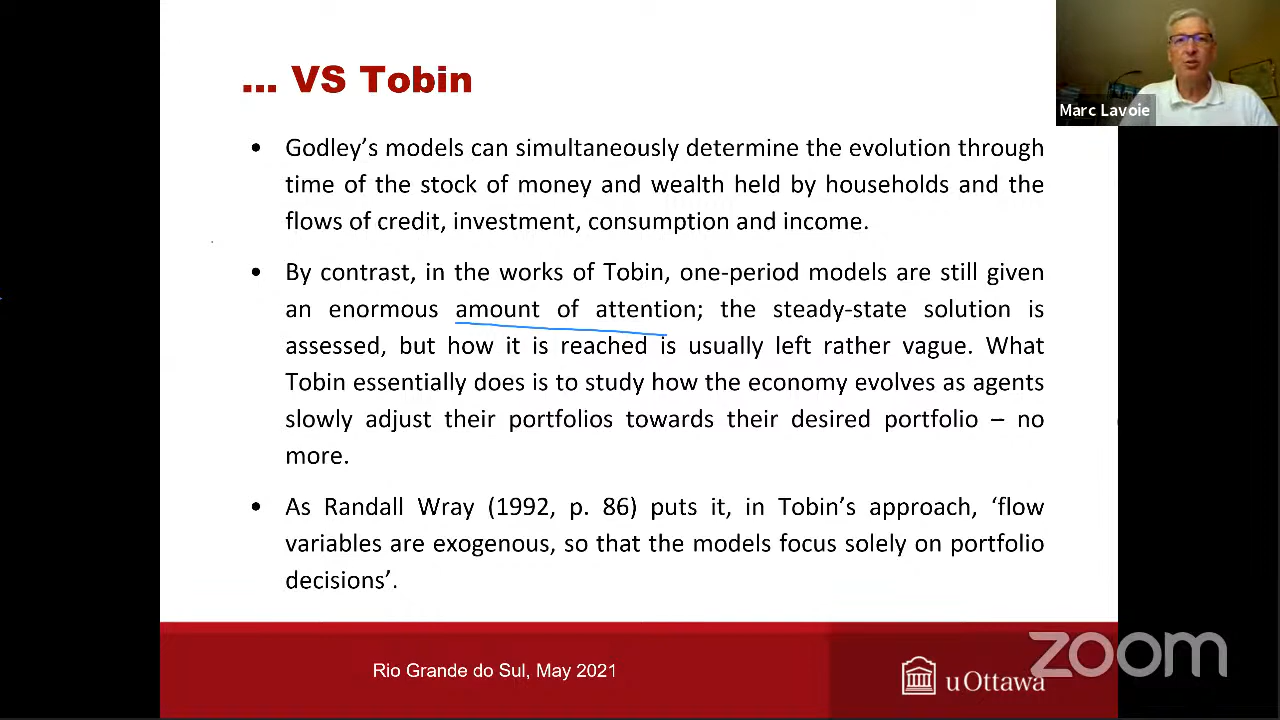 ... VS Tobin
Marc Lavoie
• Godley’s models can simultaneously determine the evolution through
time of the stock of money and wealth held by households and the
flows of credit, investment, consumption and income.
• By contrast, in the works of Tobin, one-period models are still given
an enormous amount of attention; the steady-state solution is
assessed, but how it is reached is usually left rather vague. What
Tobin essentially does is to study how the economy evolves as agents
slowly adjust their portfolios towards their desired portfolio – no
more.
• As Randall Wray (1992, p. 86) puts it, in Tobin’s approach, ‘flow
variables are exogenous, so that the models focus solely on portfolio
decisions’.
Rio Grande do Sul, May 2021
uOttawa
zoom